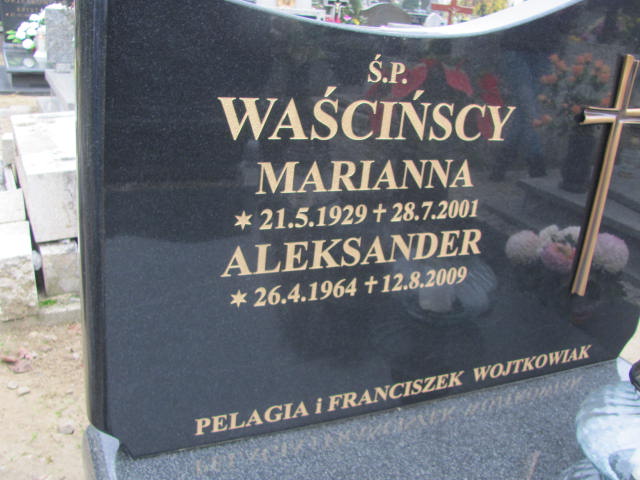 Ś.P.
WAŚCIŃSCY
MARIANNA
✶ 21.5.1929 ✝ 28.7.2001
ALEKSANDER
✶ 26.4.1964 ✝ 12.8.2009
PELAGIA i FRANCISZEK WOJTKOWIAK